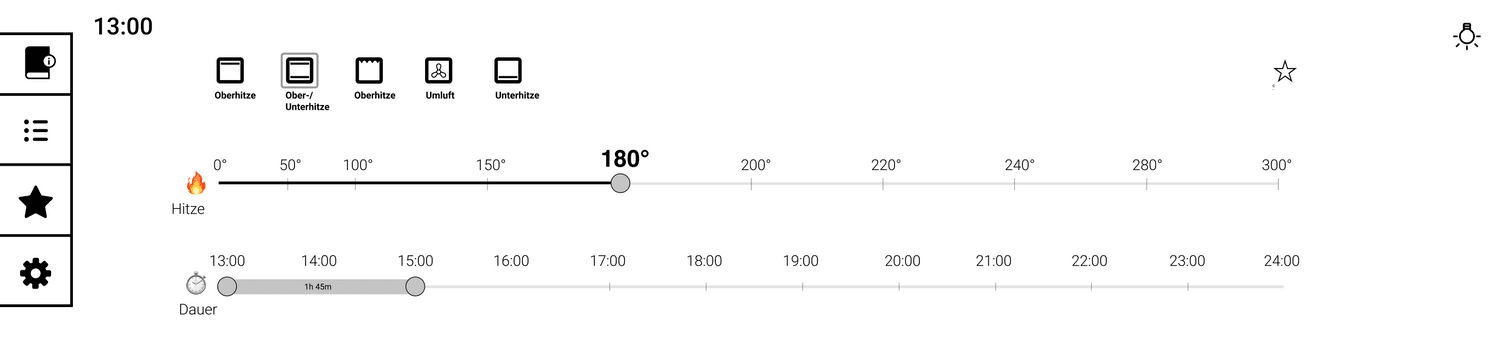 13:00
Oberhitze
Ober-/
Unterhitze
Oberhitze
Umluft
Unterhitze
0° 50° 100° 150° 180° 200° 220° 240° 280° 300°
Hitze
13:00 14:00 15:00 16:00 17:00 18:00 19:00 20:00 21:00 22:00 23:00 24:00
1h 45m
Dauer